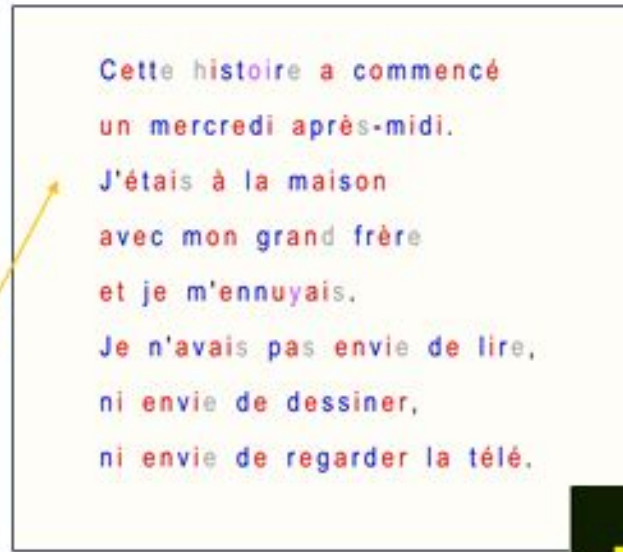 Cette histoire a commencé
un mercredi après-midi.
J'étais à la maison
avec mon grand frère
et je m'ennuyais.
Je n'avais pas envie de lire,
ni envie de dessiner,
ni envie de regarder la télé.